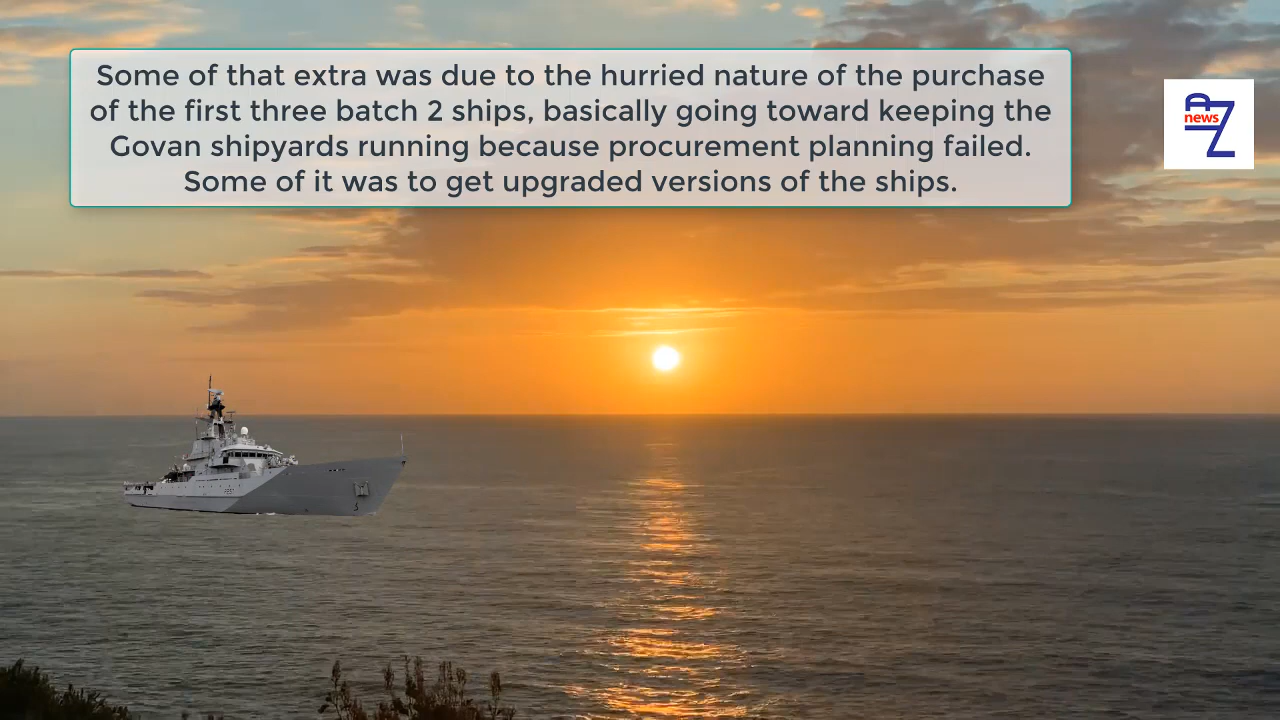 Some of that extra was due to the hurried nature of the purchase
of the first three batch 2 ships, basically going toward keeping the
Govan shipyards running because procurement planning failed.
Some of it was to get upgraded versions of the ships.
A
news
Z